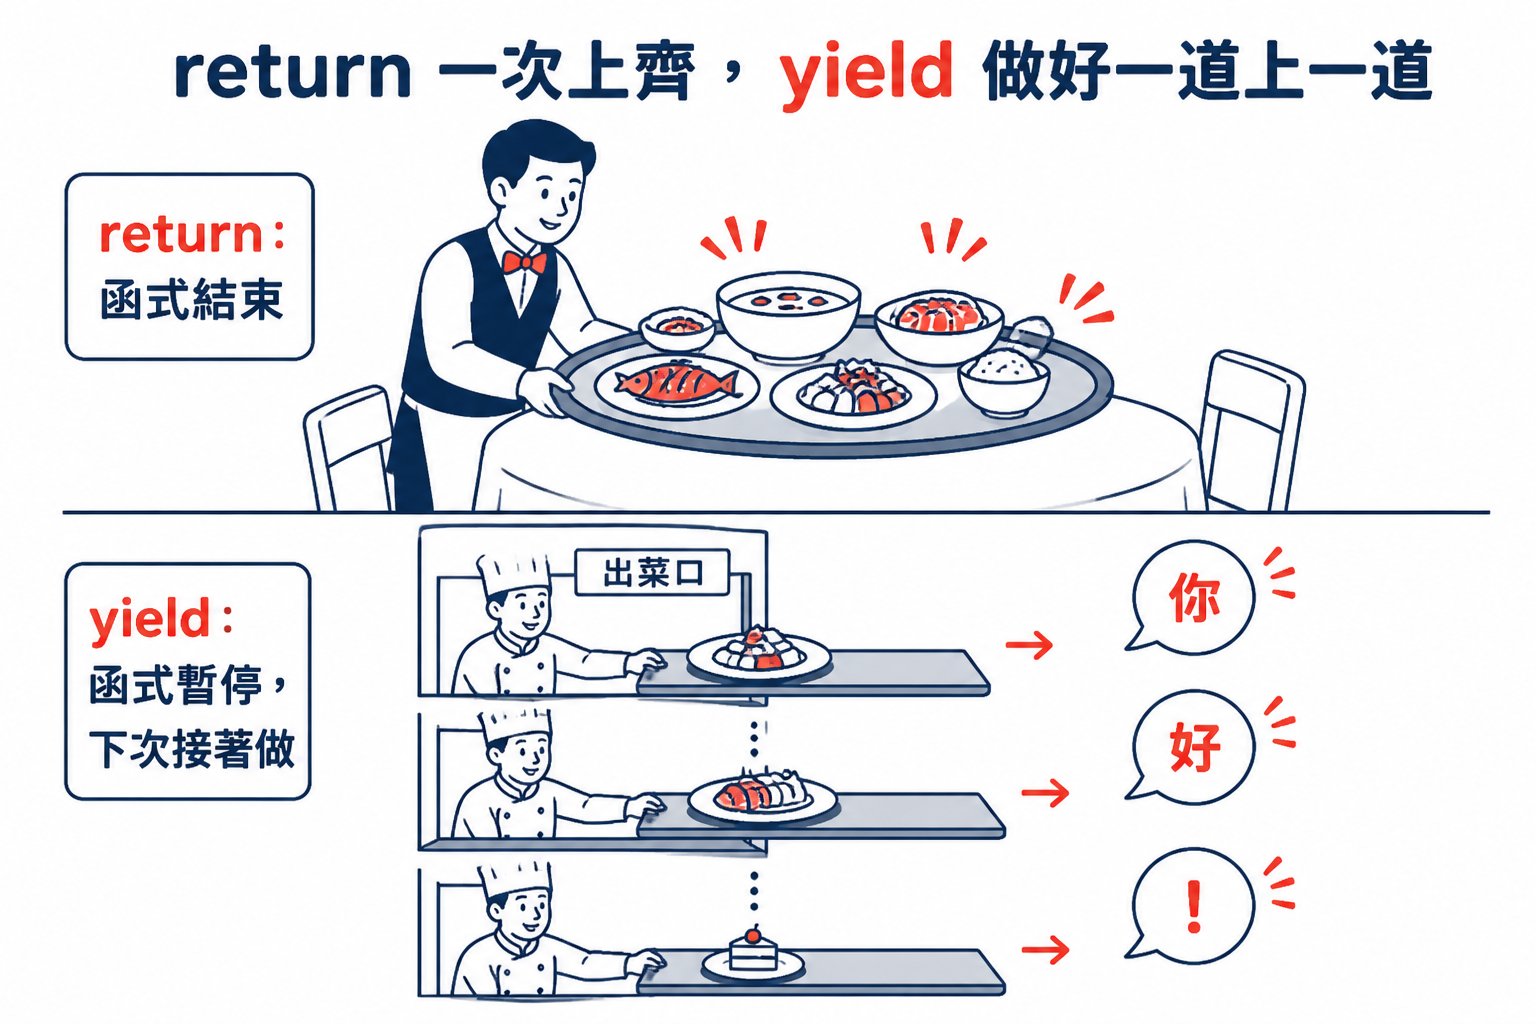 return 一次上齊，yield 做好一道上一道
return：
函式結束
yield：
函式暫停，
下次接著做
出菜口
你
好
！